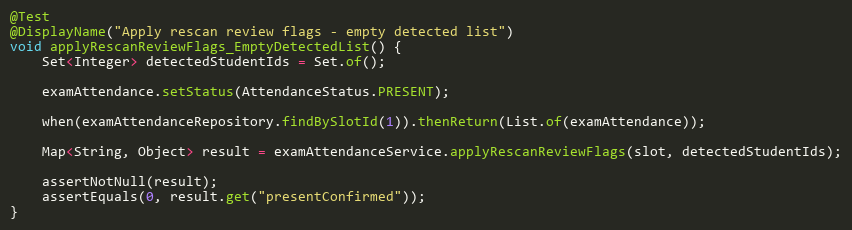 @Test
@DisplayName("Apply rescan review flags - empty detected list")
void applyRescanReviewFlags_EmptyDetectedList() {
    Set<Integer> detectedStudentIds = Set.of();

    examAttendance.setStatus(AttendanceStatus.PRESENT);

    when(examAttendanceRepository.findBySlotId(1)).thenReturn(List.of(examAttendance));

    Map<String, Object> result = examAttendanceService.applyRescanReviewFlags(slot, detectedStudentIds);

    assertNotNull(result);
    assertEquals(0, result.get("presentConfirmed"));
}